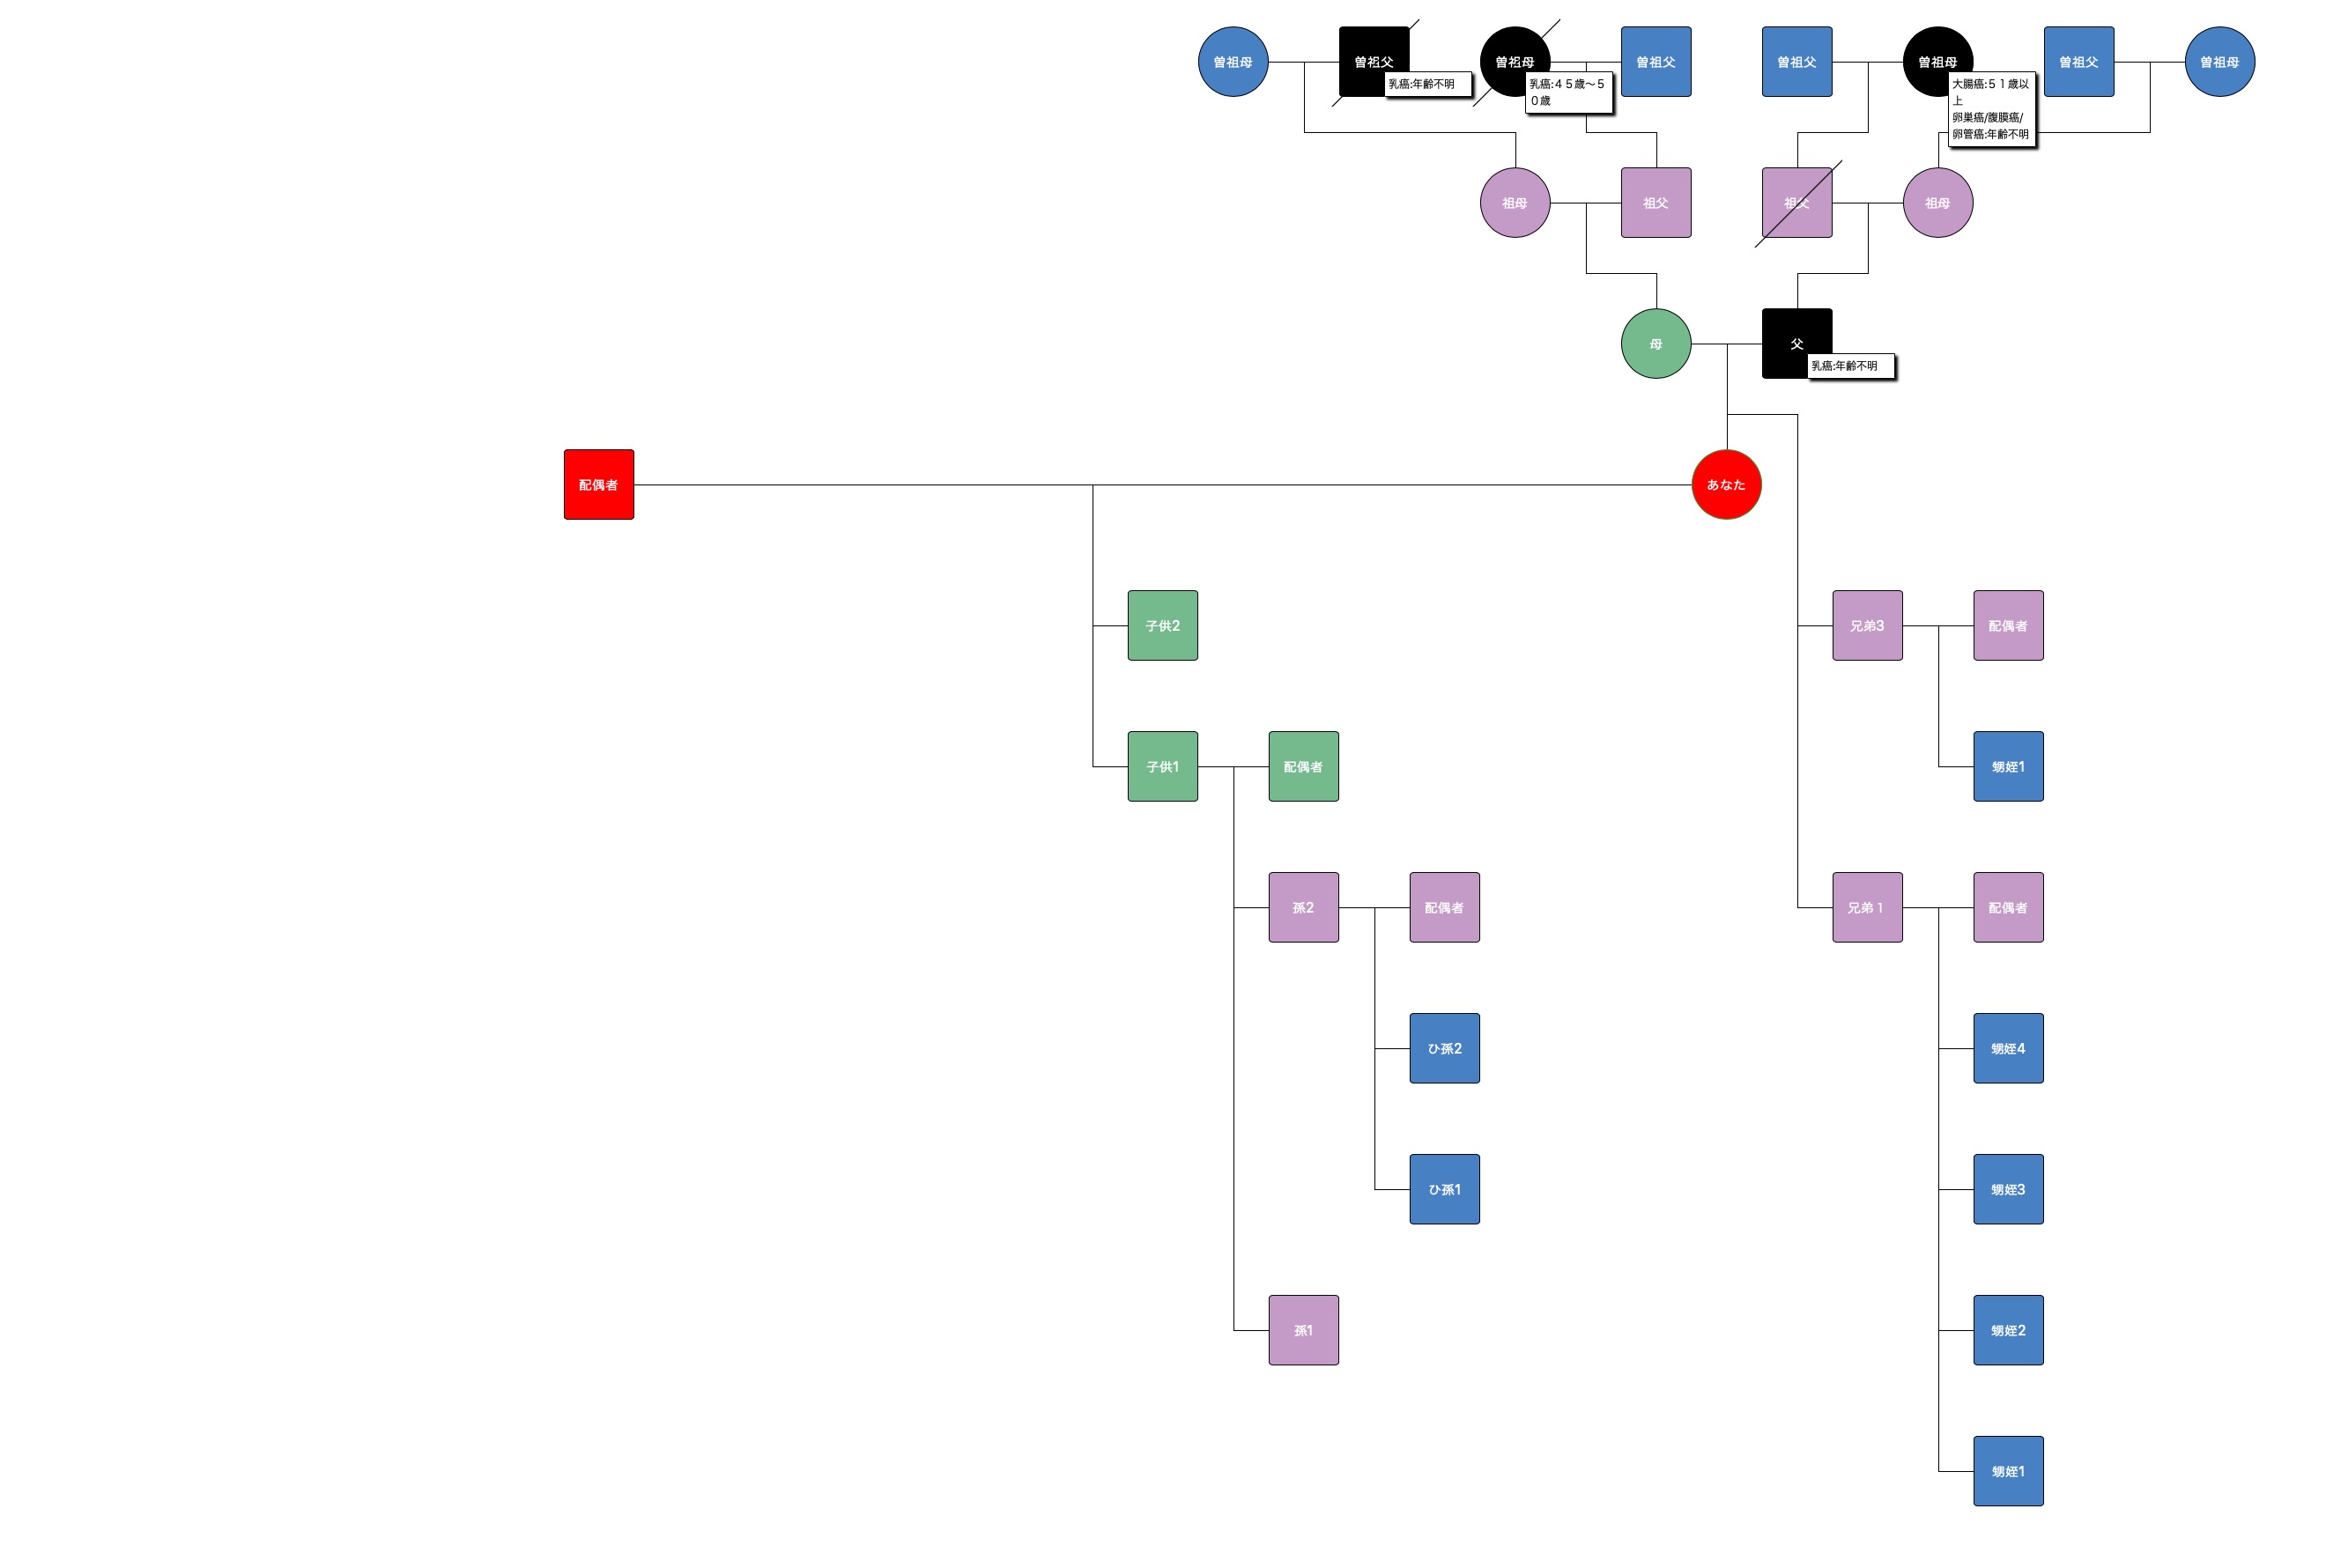 曽祖母
曽祖父
曽祖母
曽祖父
曽祖父
曽祖母
曽祖父
曽祖母
乳癌:年齢不明
乳癌:４５歳〜５
０歳
大腸癌:５１歳以
上
卵巣癌/腹膜癌/
卵管癌:年齢不明
祖母
祖父
祖父
祖母
母
父
乳癌:年齢不明
配偶者
あなた
子供2
兄弟3
配偶者
子供1
配偶者
甥姪1
孫2
配偶者
兄弟１
配偶者
ひ孫2
甥姪4
ひ孫1
甥姪3
孫1
甥姪2
甥姪1